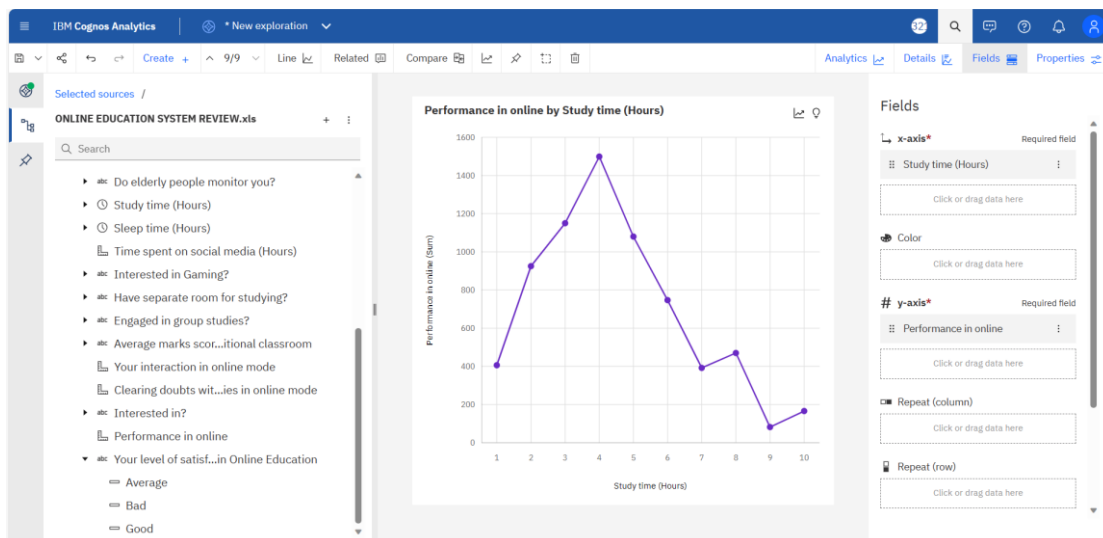 IBM Cognos Analytics
* New exploration
Create +
9/9
Line
Related
Compare
Analytics
Details
Fields
Properties
Selected sources /
ONLINE EDUCATION SYSTEM REVIEW.xls
Search
abc Do elderly people monitor you?
Study time (Hours)
Sleep time (Hours)
Time spent on social media (Hours)
abc Interested in Gaming?
abc Have separate room for studying?
abc Engaged in group studies?
abc Average marks scor...itional classroom
Your interaction in online mode
Clearing doubts wit...ies in online mode
abc Interested in?
Performance in online
abc Your level of satisf...in Online Education
Average
Bad
Good
Performance in online by Study time (Hours)
Performance in online (Sum)
1600
1400
1200
1000
800
600
400
200
0
1 2 3 4 5 6 7 8 9 10
Study time (Hours)
Fields
x-axis* Required field
Study time (Hours)
Click or drag data here
Color
Click or drag data here
# y-axis* Required field
Performance in online
Click or drag data here
Repeat (column)
Click or drag data here
Repeat (row)
Click or drag data here